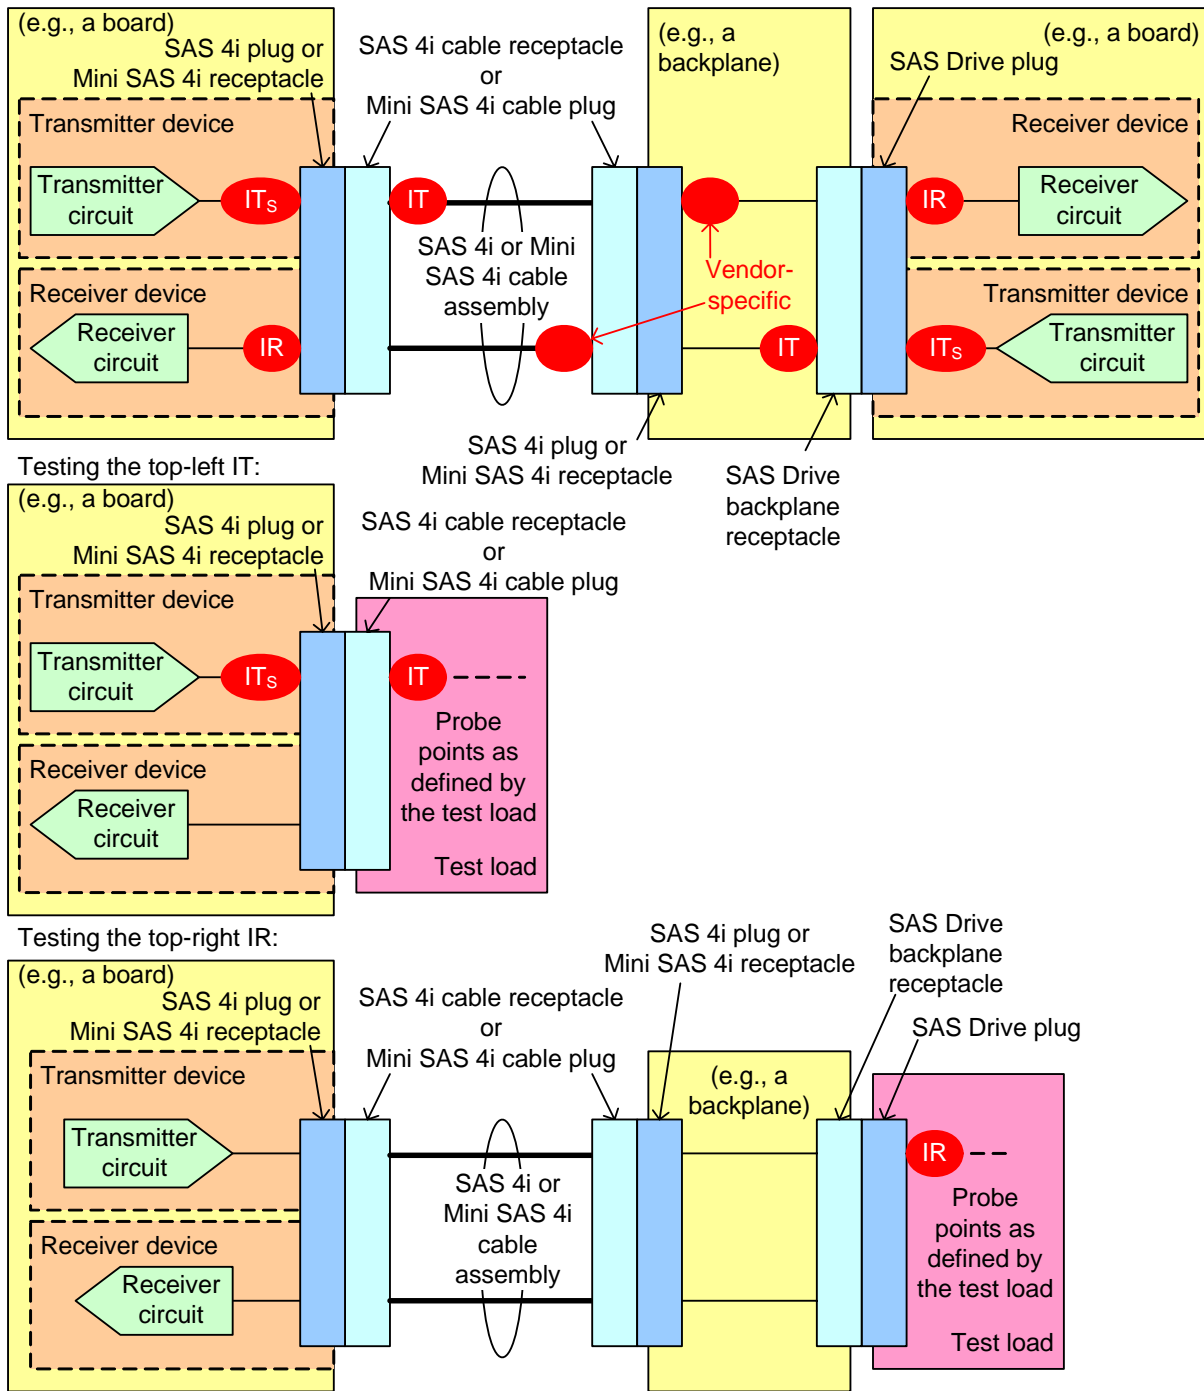 (e.g., a board)
SAS 4i plug or
Mini SAS 4i receptacle
SAS 4i cable receptacle
or
Mini SAS 4i cable plug
(e.g., a
backplane)
(e.g., a board)
SAS Drive plug
Transmitter device
Transmitter
circuit
ITS
IT
IR
Receiver device
Receiver
circuit
SAS 4i or Mini
SAS 4i cable
assembly
Vendor-
specific
Receiver device
Receiver
circuit
IR
IT
ITS
Transmitter device
Transmitter
circuit
SAS 4i plug or
Mini SAS 4i receptacle
SAS Drive
backplane
receptacle
Testing the top-left IT:
(e.g., a board)
SAS 4i plug or
Mini SAS 4i receptacle
SAS 4i cable receptacle
or
Mini SAS 4i cable plug
Transmitter device
Transmitter
circuit
ITS
IT
Receiver device
Receiver
circuit
Probe
points as
defined by
the test load
Test load
Testing the top-right IR:
(e.g., a board)
SAS 4i plug or
Mini SAS 4i receptacle
SAS 4i cable receptacle
or
Mini SAS 4i cable plug
SAS 4i plug or
Mini SAS 4i receptacle
SAS Drive
backplane
receptacle
SAS Drive plug
(e.g., a
backplane)
Transmitter device
Transmitter
circuit
IR
Receiver device
Receiver
circuit
SAS 4i or
Mini SAS 4i
cable
assembly
Probe
points as
defined by
the test load
Test load